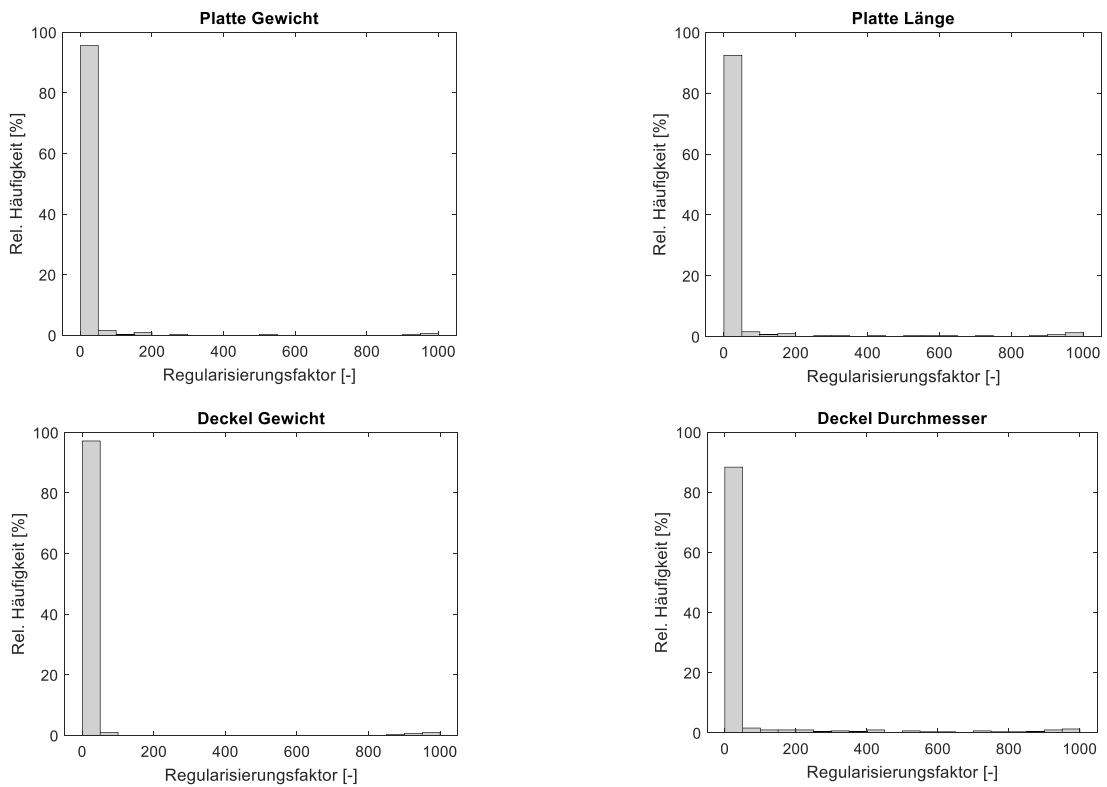 Platte Gewicht
100
80
60
40
20
0
Rel. Häufigkeit [%]
0 200 400 600 800 1000
Regularisierungsfaktor [-]
Platte Länge
100
80
60
40
20
0
Rel. Häufigkeit [%]
0 200 400 600 800 1000
Regularisierungsfaktor [-]
Deckel Gewicht
100
80
60
40
20
0
Rel. Häufigkeit [%]
0 200 400 600 800 1000
Regularisierungsfaktor [-]
Deckel Durchmesser
100
80
60
40
20
0
Rel. Häufigkeit [%]
0 200 400 600 800 1000
Regularisierungsfaktor [-]